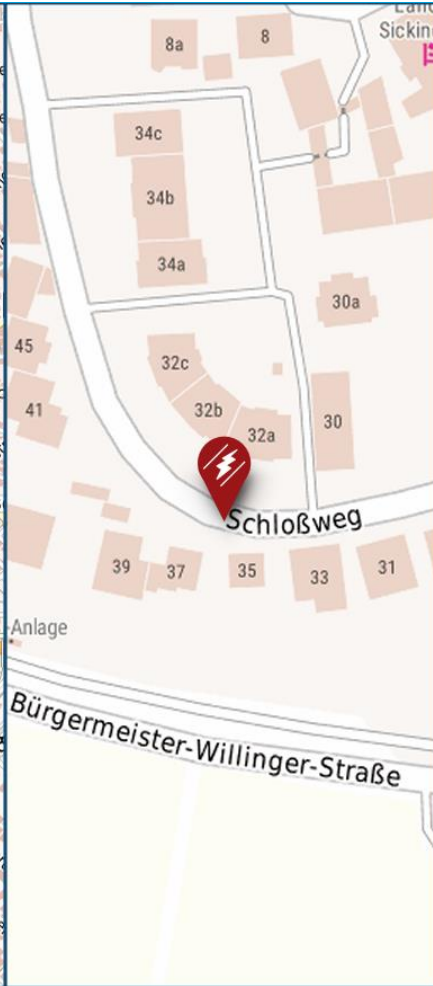 Sicking
8a
8
34c
34b
34a
30a
45
32c
41
32b
32a
30
Schloßweg
39
37
35
33
31
-Anlage
Bürgermeister-Willinger-Straße